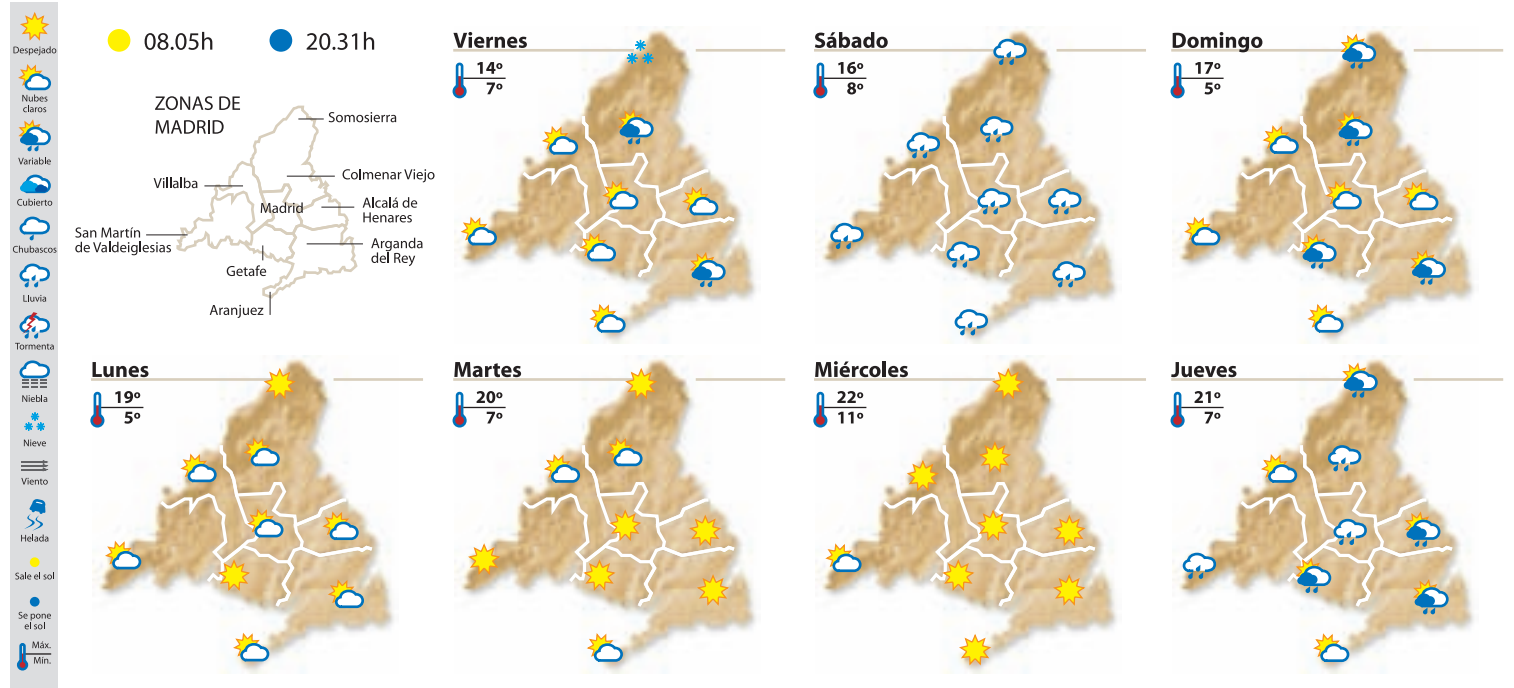 Despejado
Nubes
claros
Variable
Cubierto
Chubascos
Lluvia
Tormenta
Niebla
Nieve
Viento
Helada
Sale el sol
Se pone
el sol
Máx.
Mín.
08.05h
20.31h
ZONAS DE
MADRID
Somosierra
Colmenar Viejo
Villalba
Madrid
Alcalá de
Henares
San Martín
de Valdeiglesias
Arganda
del Rey
Getafe
Aranjuez
Viernes
14º
7º
Sábado
16º
8º
Domingo
17º
5º
Lunes
19º
5º
Martes
20º
7º
Miércoles
22º
11º
Jueves
21º
7º